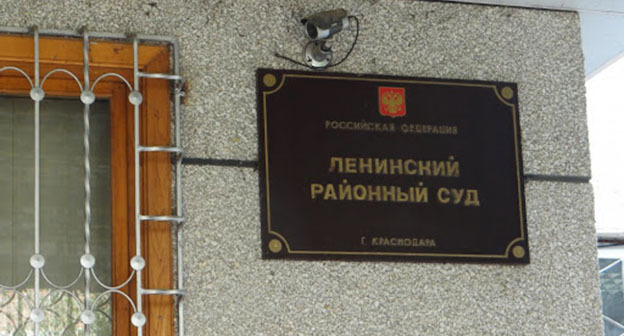 РОССИЙСКАЯ ФЕДЕРАЦИЯ
ЛЕНИНСКИЙ
РАЙОННЫЙ СУД
Г. КРАСНОДАРА